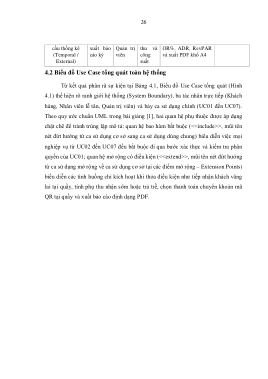 26
cầu thống kê
(Temporal /
External)
xuất báo
cáo kỳ
Quản trị
viên
thu và
công
suất
OR%, ADR, RevPAR
và xuất PDF khổ A4
4.2 Biểu đồ Use Case tổng quát toàn hệ thống
Từ kết quả phân rã sự kiện tại Bảng 4.1, Biểu đồ Use Case tổng quát (Hình
4.1) thể hiện rõ ranh giới hệ thống (System Boundary), ba tác nhân trực tiếp (Khách
hàng, Nhân viên lễ tân, Quản trị viên) và bảy ca sử dụng chính (UC01 đến UC07).
Theo quy ước chuẩn UML trong bài giảng [1], hai quan hệ phụ thuộc được áp dụng
chặt chẽ để tránh trùng lặp mô tả: quan hệ bao hàm bắt buộc (<<include>>, mũi tên
nét đứt hướng từ ca sử dụng cơ sở sang ca sử dụng dùng chung) biểu diễn việc mọi
nghiệp vụ từ UC02 đến UC07 đều bắt buộc đi qua bước xác thực và kiểm tra phân
quyền của UC01; quan hệ mở rộng có điều kiện (<<extend>>, mũi tên nét đứt hướng
từ ca sử dụng mở rộng về ca sử dụng cơ sở tại các điểm mở rộng – Extension Points)
biểu diễn các tình huống chỉ kích hoạt khi thỏa điều kiện như tiếp nhận khách vãng
lai tại quầy, tính phụ thu nhận sớm hoặc trả trễ, chọn thanh toán chuyển khoản mã
QR tại quầy và xuất báo cáo định dạng PDF.